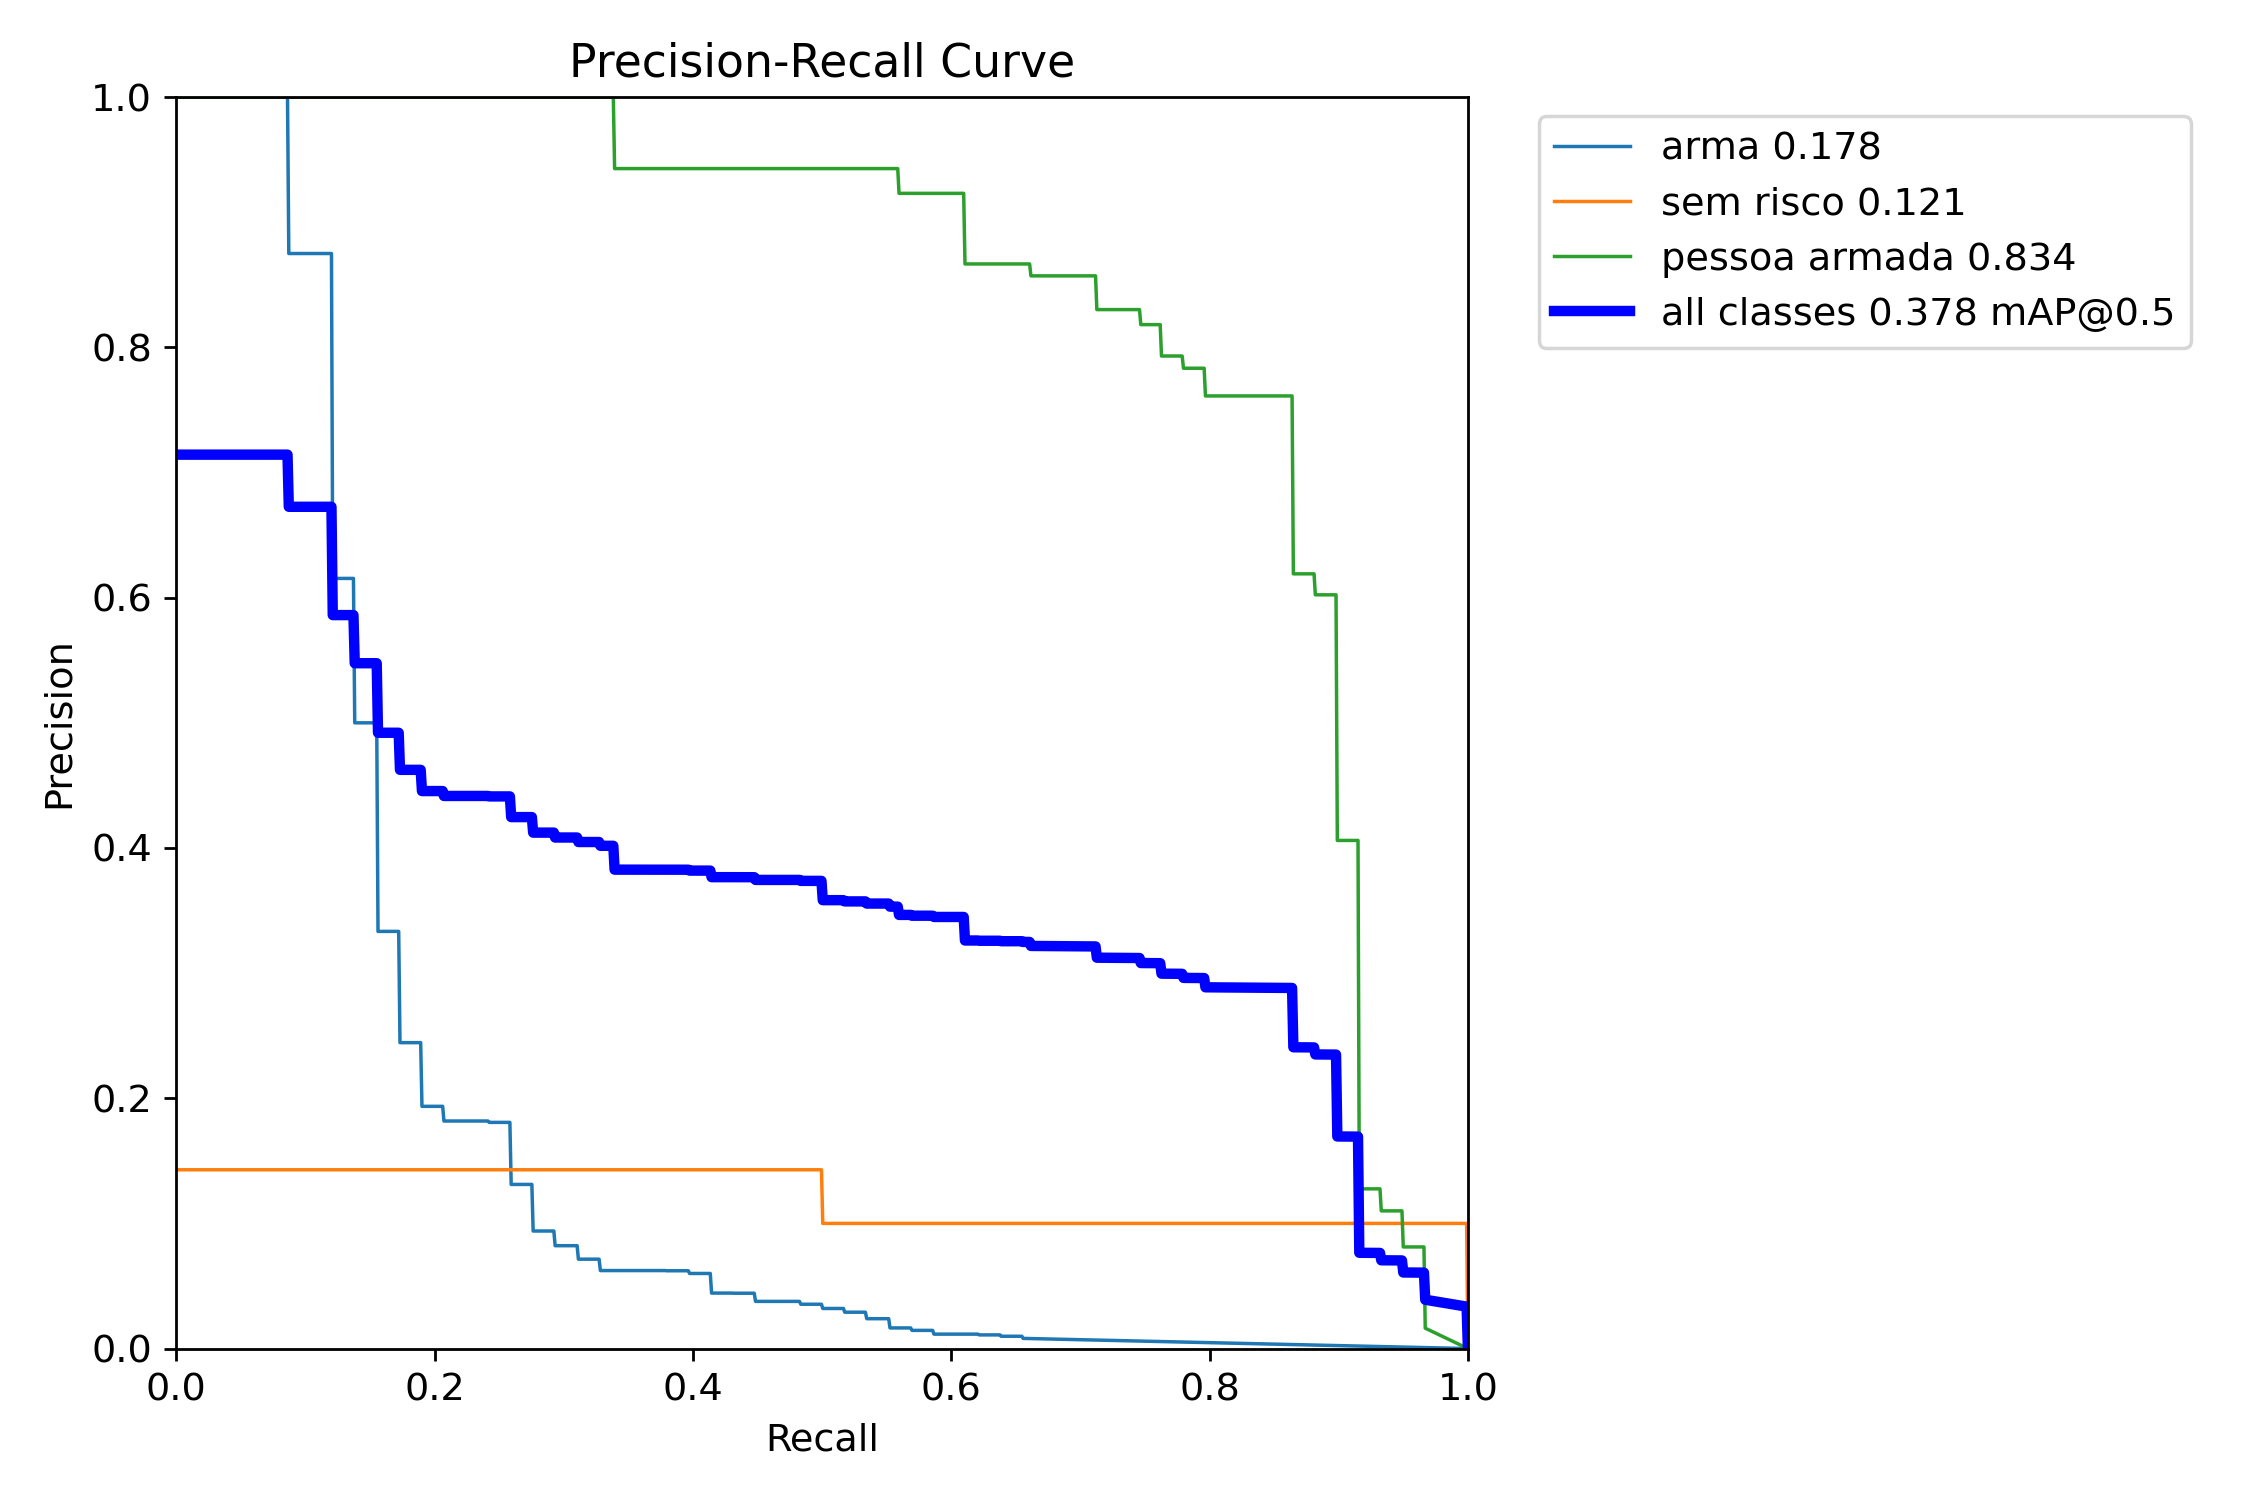 Precision-Recall Curve
1.0
0.8
0.6
0.4
0.2
0.0
Precision
0.0 0.2 0.4 0.6 0.8 1.0
Recall
arma 0.178
sem risco 0.121
pessoa armada 0.834
all classes 0.378 mAP@0.5